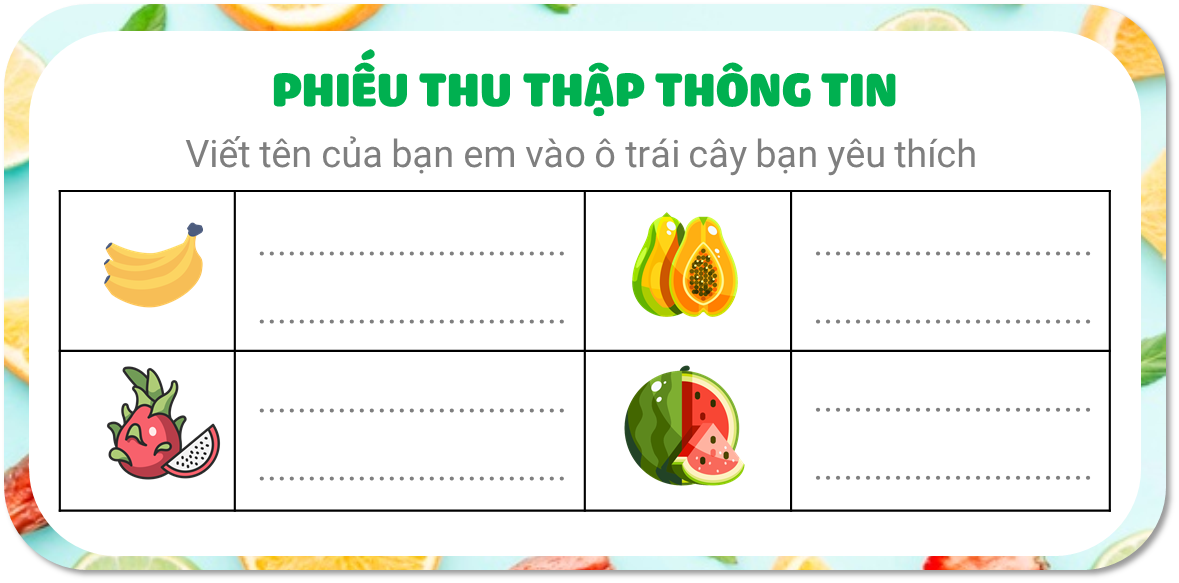 PHIẾU THU THẬP THÔNG TIN
Viết tên của bạn em vào ô trái cây bạn yêu thích